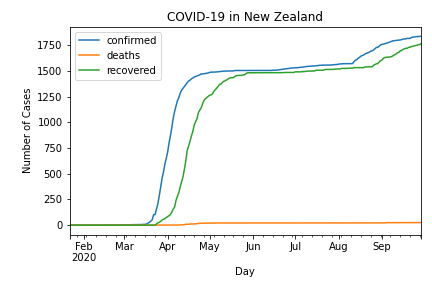 COVID-19 in New Zealand
confirmed
deaths
recovered
Number of Cases
1750
1500
1250
1000
750
500
250
0
Feb Mar Apr May Jun Jul Aug Sep
2020
Day